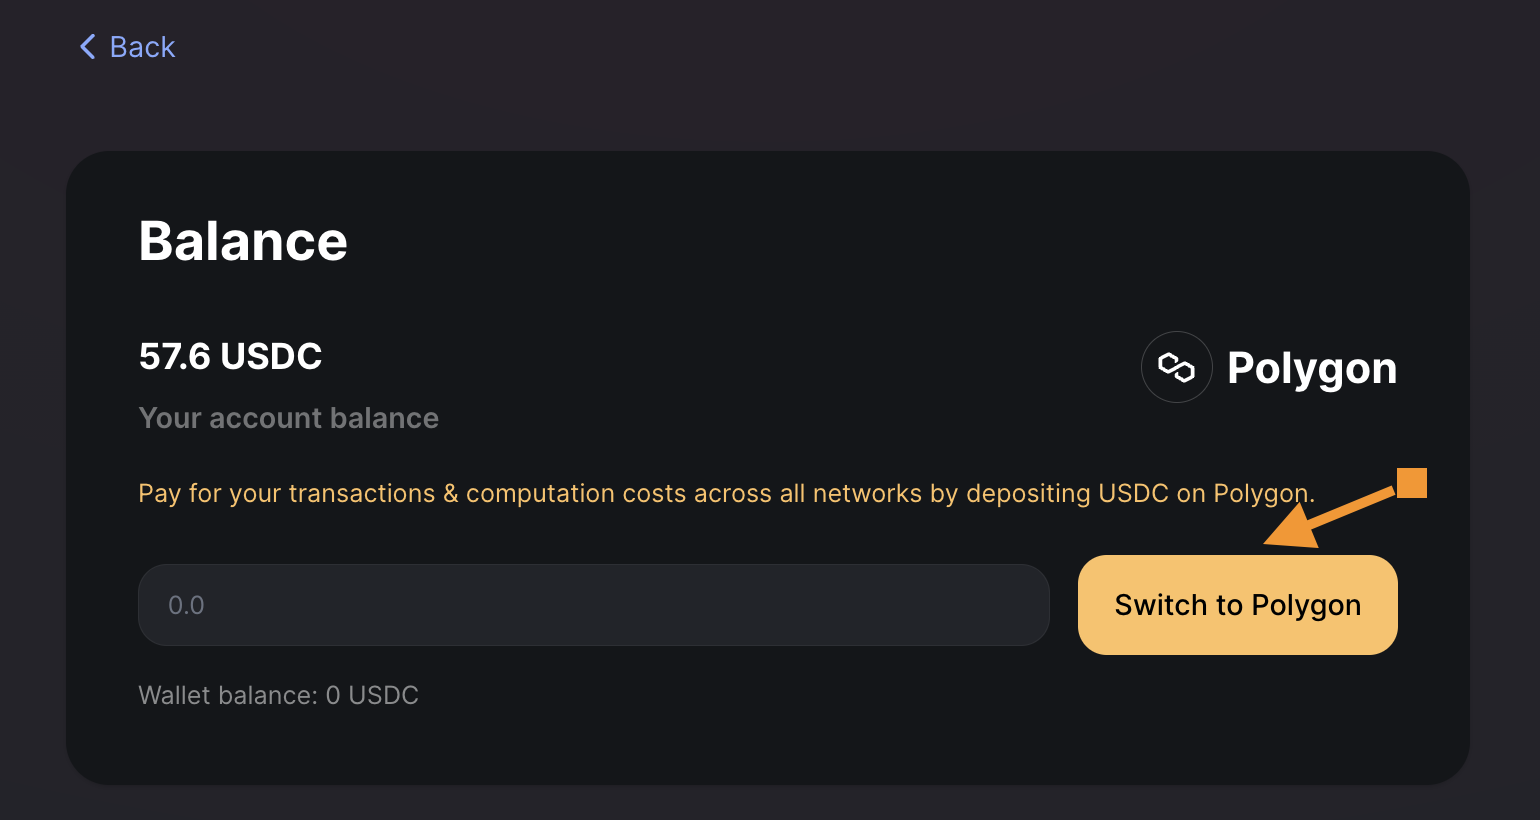 Back
Balance
57.6 USDC
Polygon
Your account balance
Pay for your transactions & computation costs across all networks by depositing USDC on Polygon.
0.0
Switch to Polygon
Wallet balance: 0 USDC